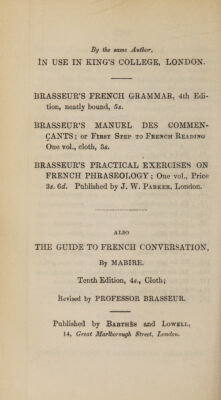 By the same Author,
IN USE IN KING'S COLLEGE, LONDON.
BRASSEUR'S FRENCH GRAMMAR, 4th Edi-
tion, neatly bound, 5s.
BRASSEUR'S MANUEL DES COMMEN-
ÇANTS; or First Step to French Reading
One vol., cloth, 3s.
BRASSEUR'S PRACTICAL EXERCISES ON
FRENCH PHRASEOLOGY; One vol., Price
3s. 6d. Published by J. W. Parker, London.
ALSO
THE GUIDE TO FRENCH CONVERSATION,
By MABIRE.
Tenth Edition, 4s., Cloth;
Revised by PROFESSOR BRASSEUR.
Published by Barthès and Lowell,
14, Great Marlborough Street, London.